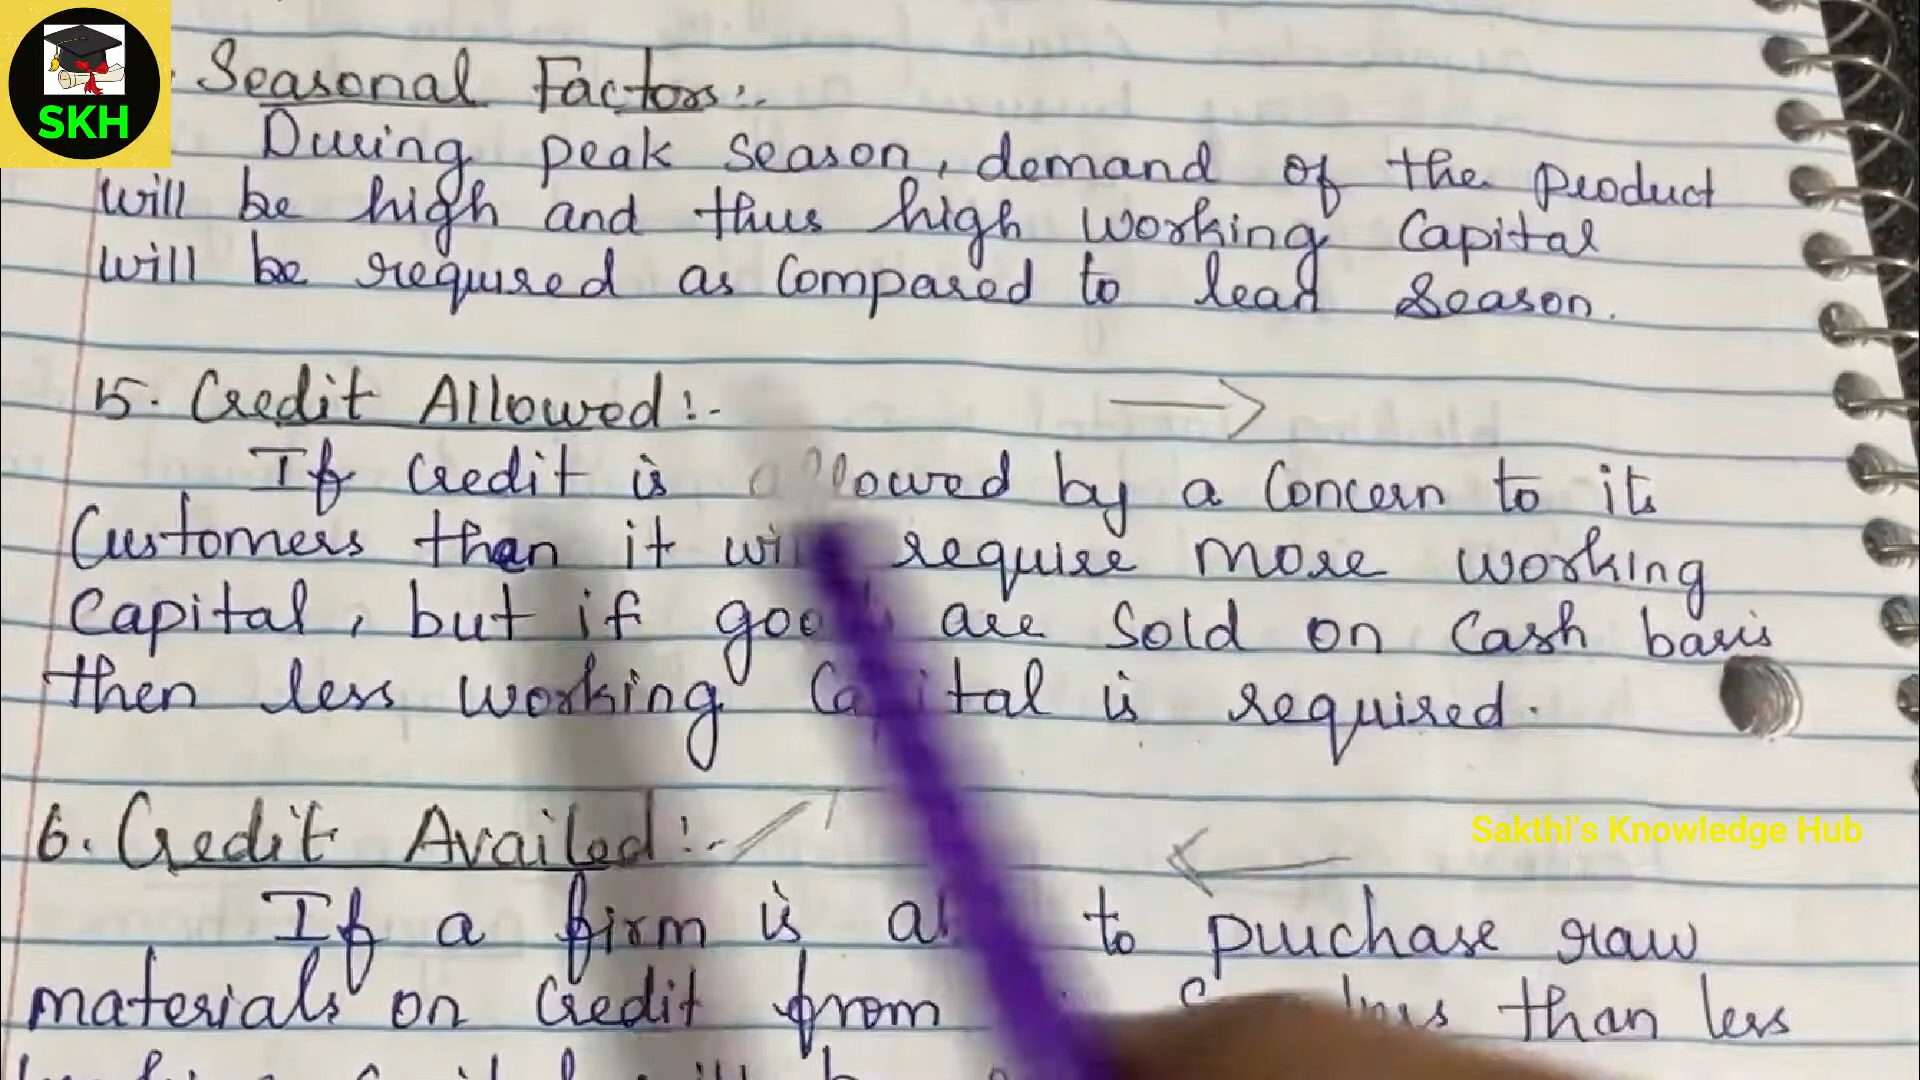 SKH
Seasonal Factors:-
During peak season, demand of the product
will be high and thus high working Capital
will be required as compared to lean season.
5. Credit Allowed:-
If credit is allowed by a concern to its
Customers then it will require more working
Capital, but if goods are sold on cash basis
then less working Capital is required.
6. Credit Availed:-
Sakthi's Knowledge Hub
If a firm is to purchase raw
materials on credit from than less